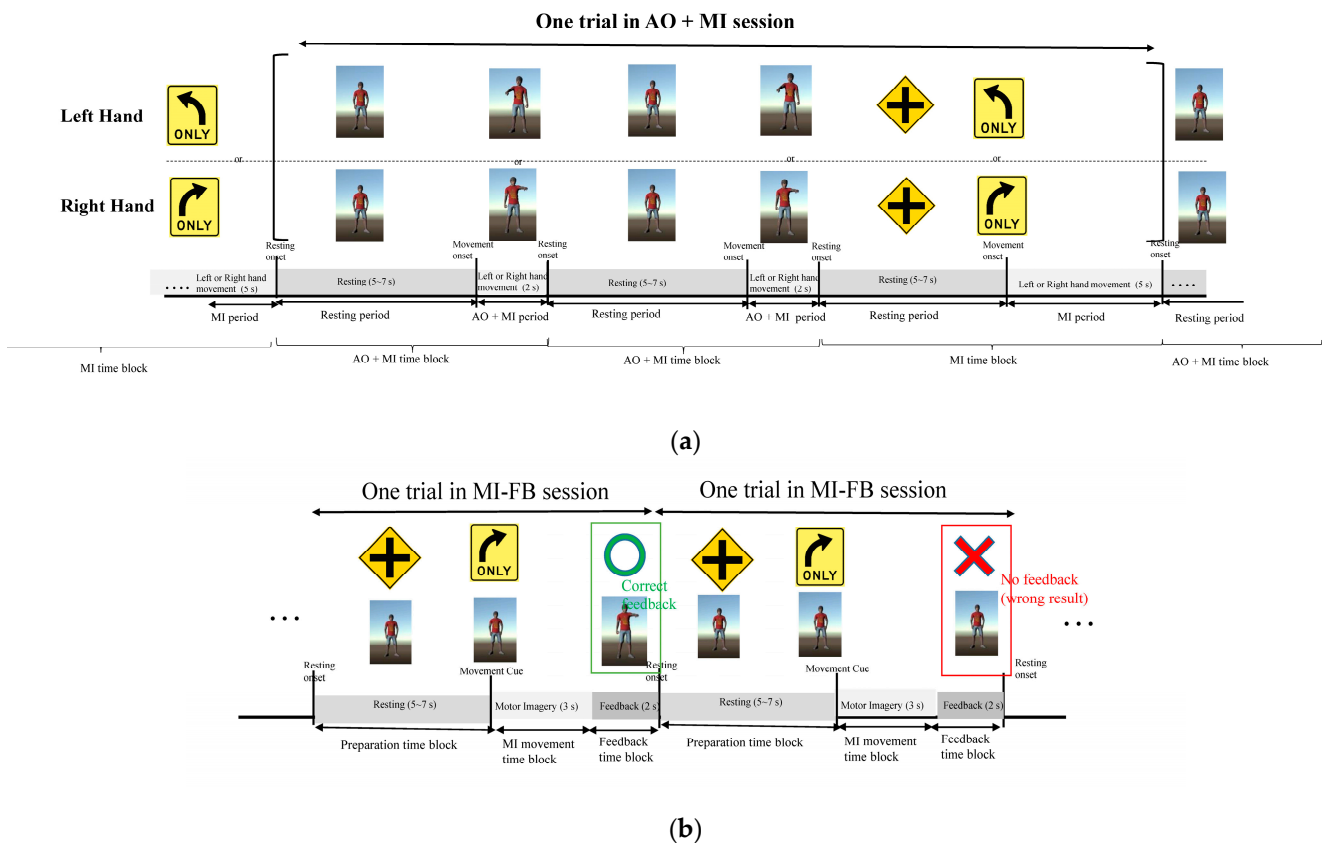 One trial in AO + MI session
Left Hand
ONLY
ONLY
or
or
or
or
Right Hand
ONLY
ONLY
Resting
onset
Movement
onset
Resting
onset
Movement
onset
Resting
onset
Movement
onset
Resting
onset
.... Left or Right hand
movement (5 s)
Resting (5~7 s)
Left or Right hand
movement (2 s)
Resting (5~7 s)
Left or Right hand
movement (2 s)
Resting (5~7 s)
Left or Right hand movement (5 s)
....
MI period
Resting period
AO + MI period
Resting period
AO + MI period
Resting period
MI period
Resting period
MI time block
AO + MI time block
AO + MI time block
MI time block
AO + MI time block
(a)
One trial in MI-FB session
One trial in MI-FB session
ONLY
ONLY
Correct
feedback
No feedback
(wrong result)
...
...
Resting
onset
Movement Cue
Resting
onset
Movement Cue
Resting
onset
Resting (5~7 s)
Motor Imagery (3 s)
Feedback (2 s)
Resting (5~7 s)
Motor Imagery (3 s)
Feedback (2 s)
Preparation time block
MI movement
time block
Feedback
time block
Preparation time block
MI movement
time block
Feedback
time block
(b)